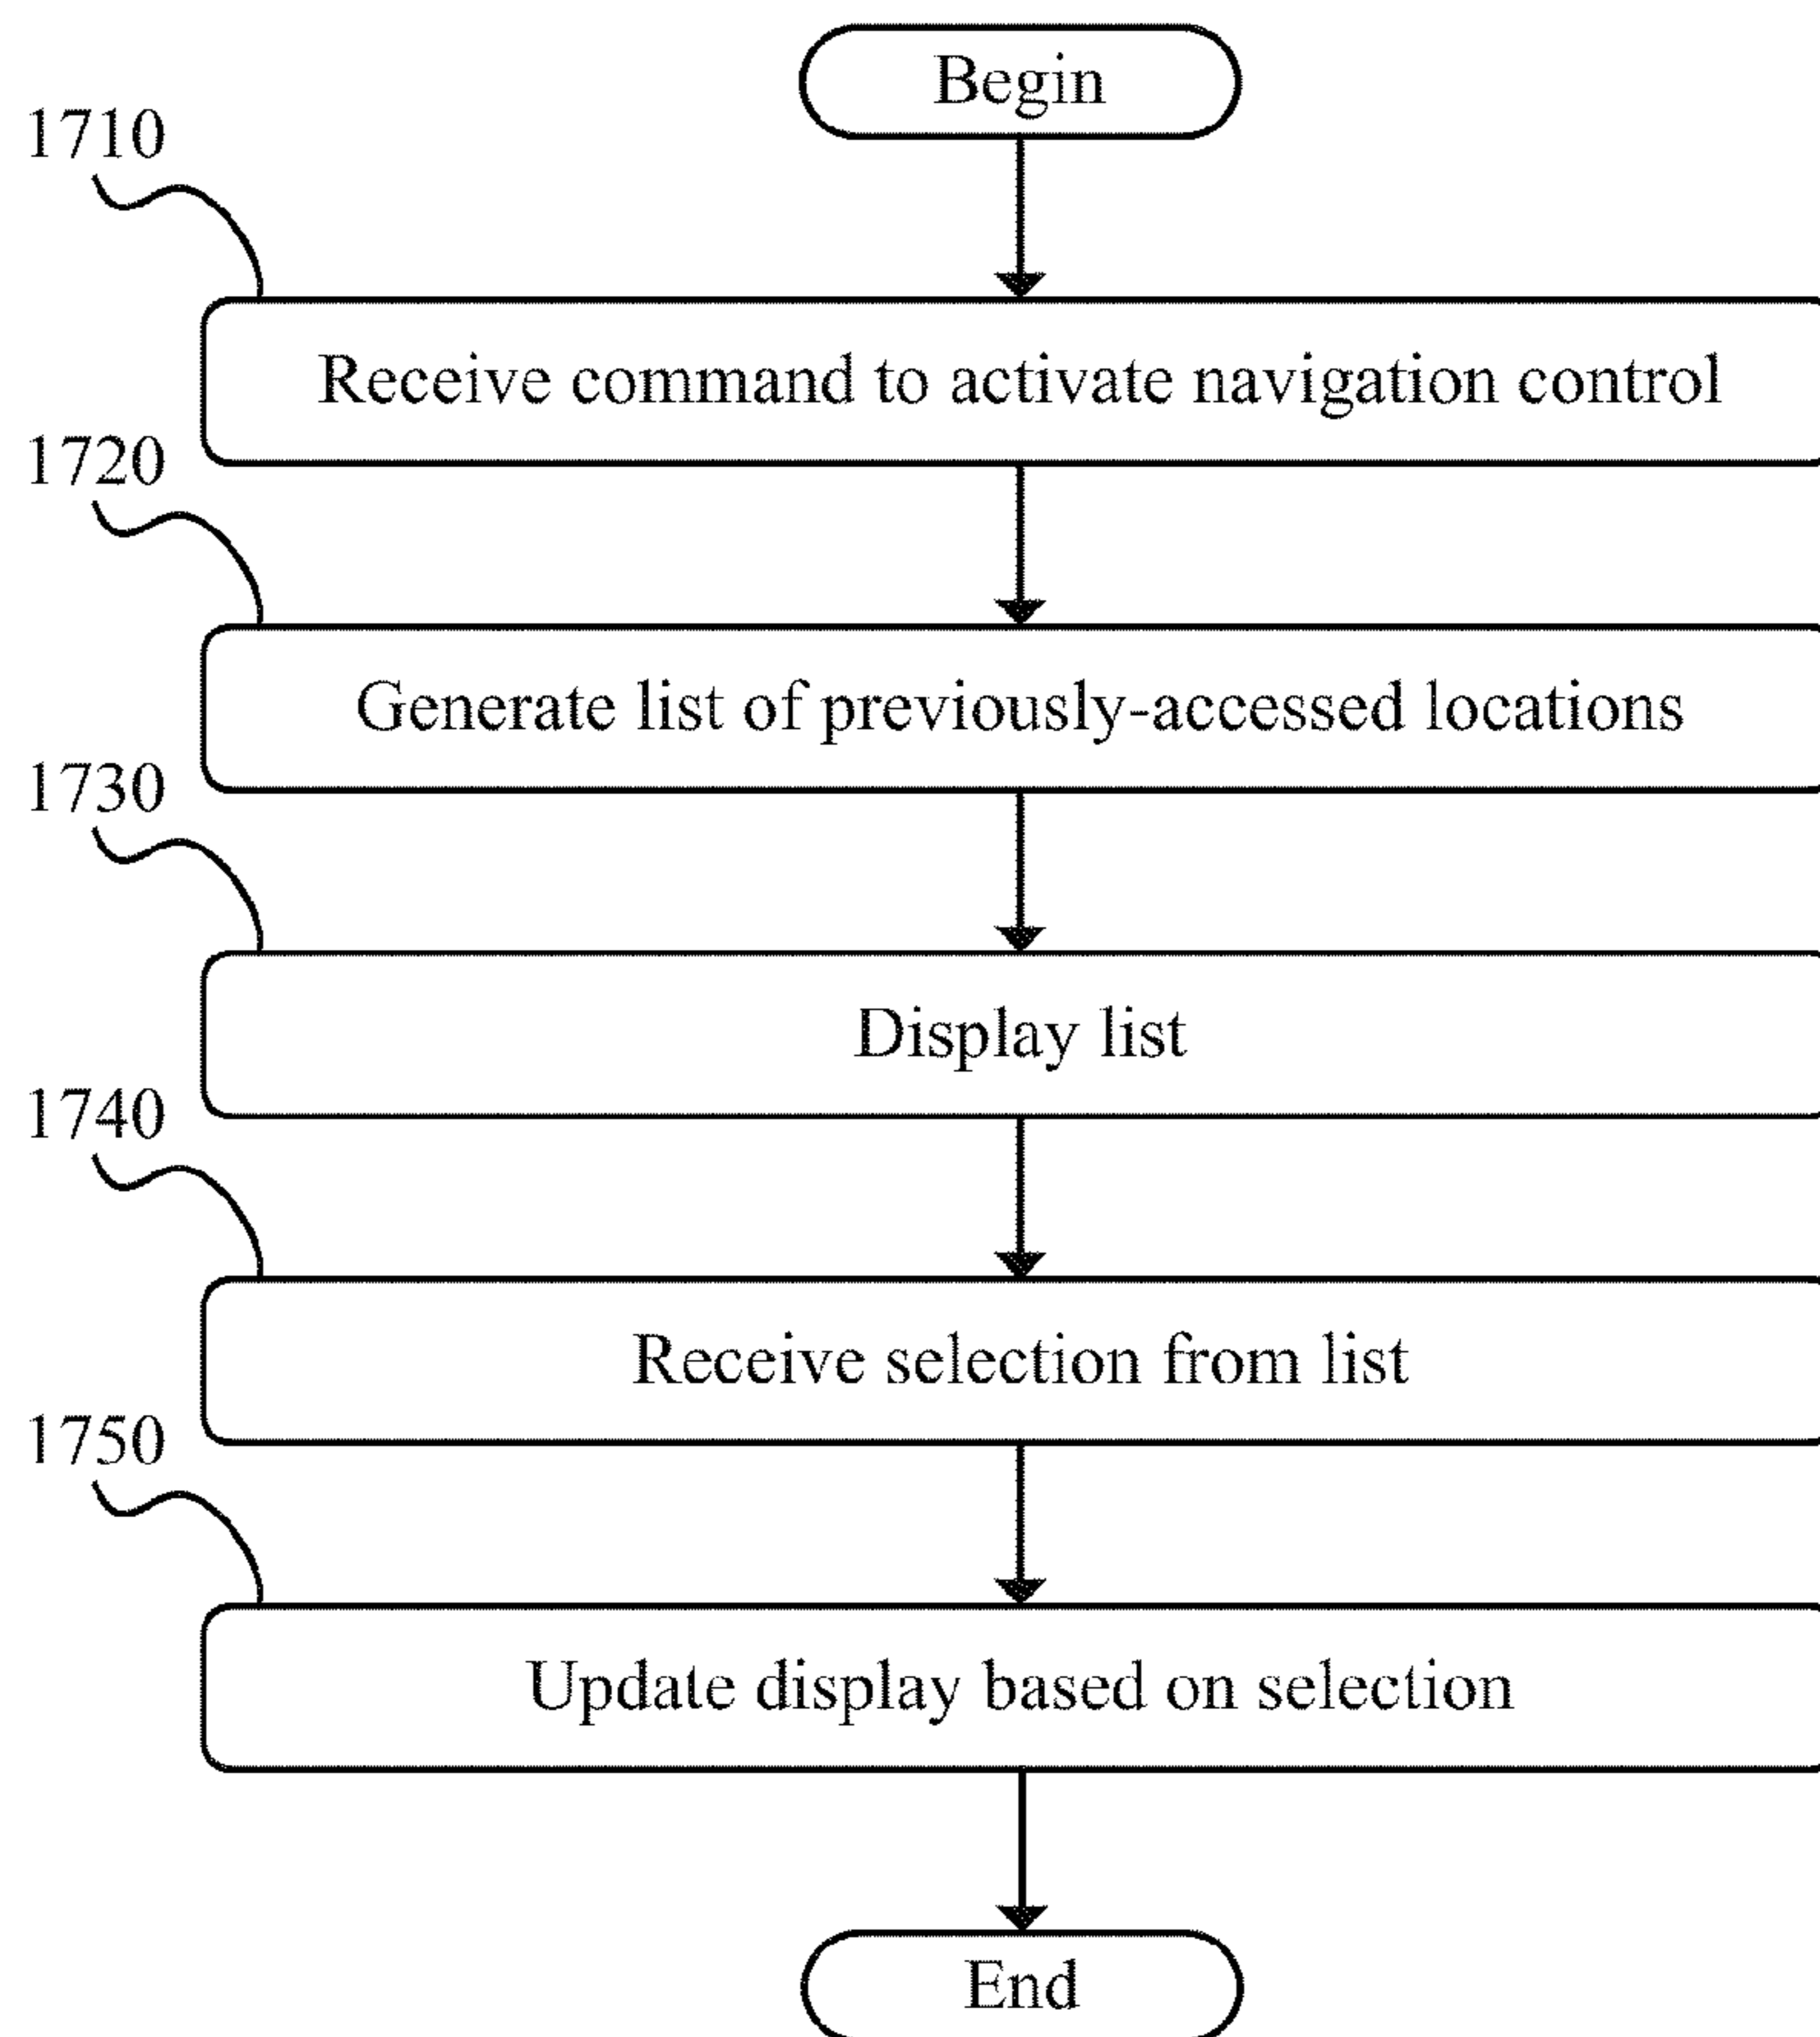 Begin
1710
Receive command to activate navigation control
1720
Generate list of previously-accessed locations
1730
Display list
1740
Receive selection from list
1750
Update display based on selection
End